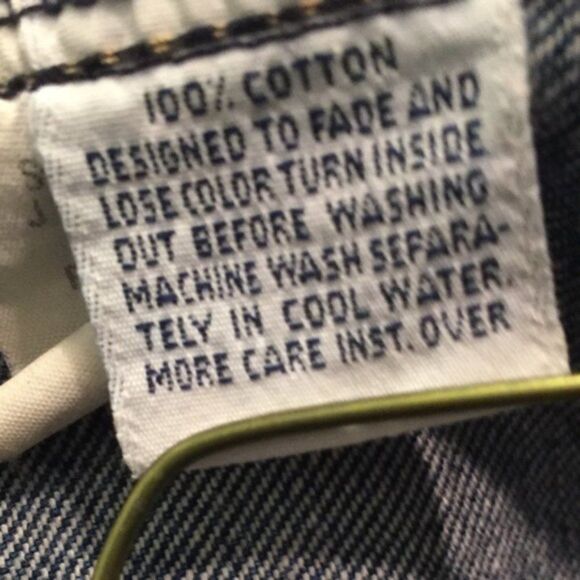 100% COTTON
DESIGNED TO FADE AND
LOSE COLOR TURN INSIDE
OUT BEFORE WASHING
MACHINE WASH SEPARA-
TELY IN COOL WATER.
MORE CARE INST. OVER